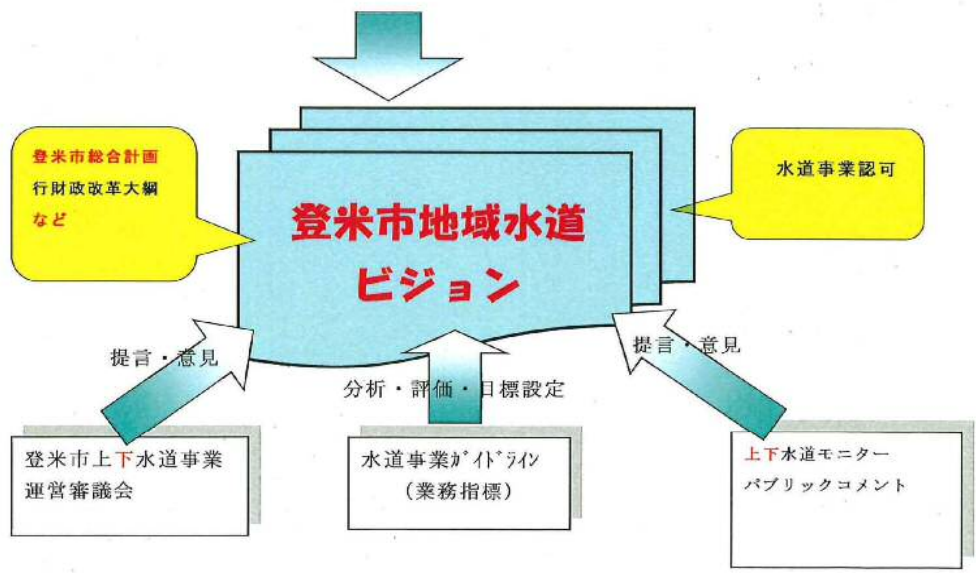 登米市総合計画
行財政改革大綱
など
水道事業認可
登米市地域水道
ビジョン
提言・意見
分析・評価・目標設定
提言・意見
登米市上下水道事業
運営審議会
水道事業ｶﾞｲﾄﾞﾗｲﾝ
(業務指標)
上下水道モニター
パブリックコメント